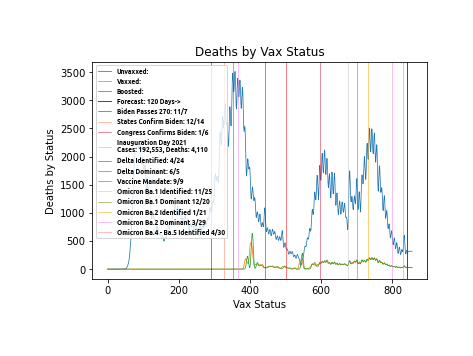 Deaths by Vax Status
Deaths by Status
3500
3000
2500
2000
1500
1000
500
0
Unvaxxed:
Vaxxed:
Boosted:
Forecast: 120 Days->
Biden Passes 270: 11/7
States Confirm Biden: 12/14
Congress Confirms Biden: 1/6
Inauguration Day 2021
Cases: 192,553, Deaths: 4,110
Delta Identified: 4/24
Delta Dominant: 6/5
Vaccine Mandate: 9/9
Omicron Ba.1 Identified: 11/25
Omicron Ba.1 Dominant 12/20
Omicron Ba.2 Identified 1/21
Omicron Ba.2 Dominant 3/29
Omicron Ba.4 - Ba.5 Identified 4/30
0
200
400
600
800
Vax Status